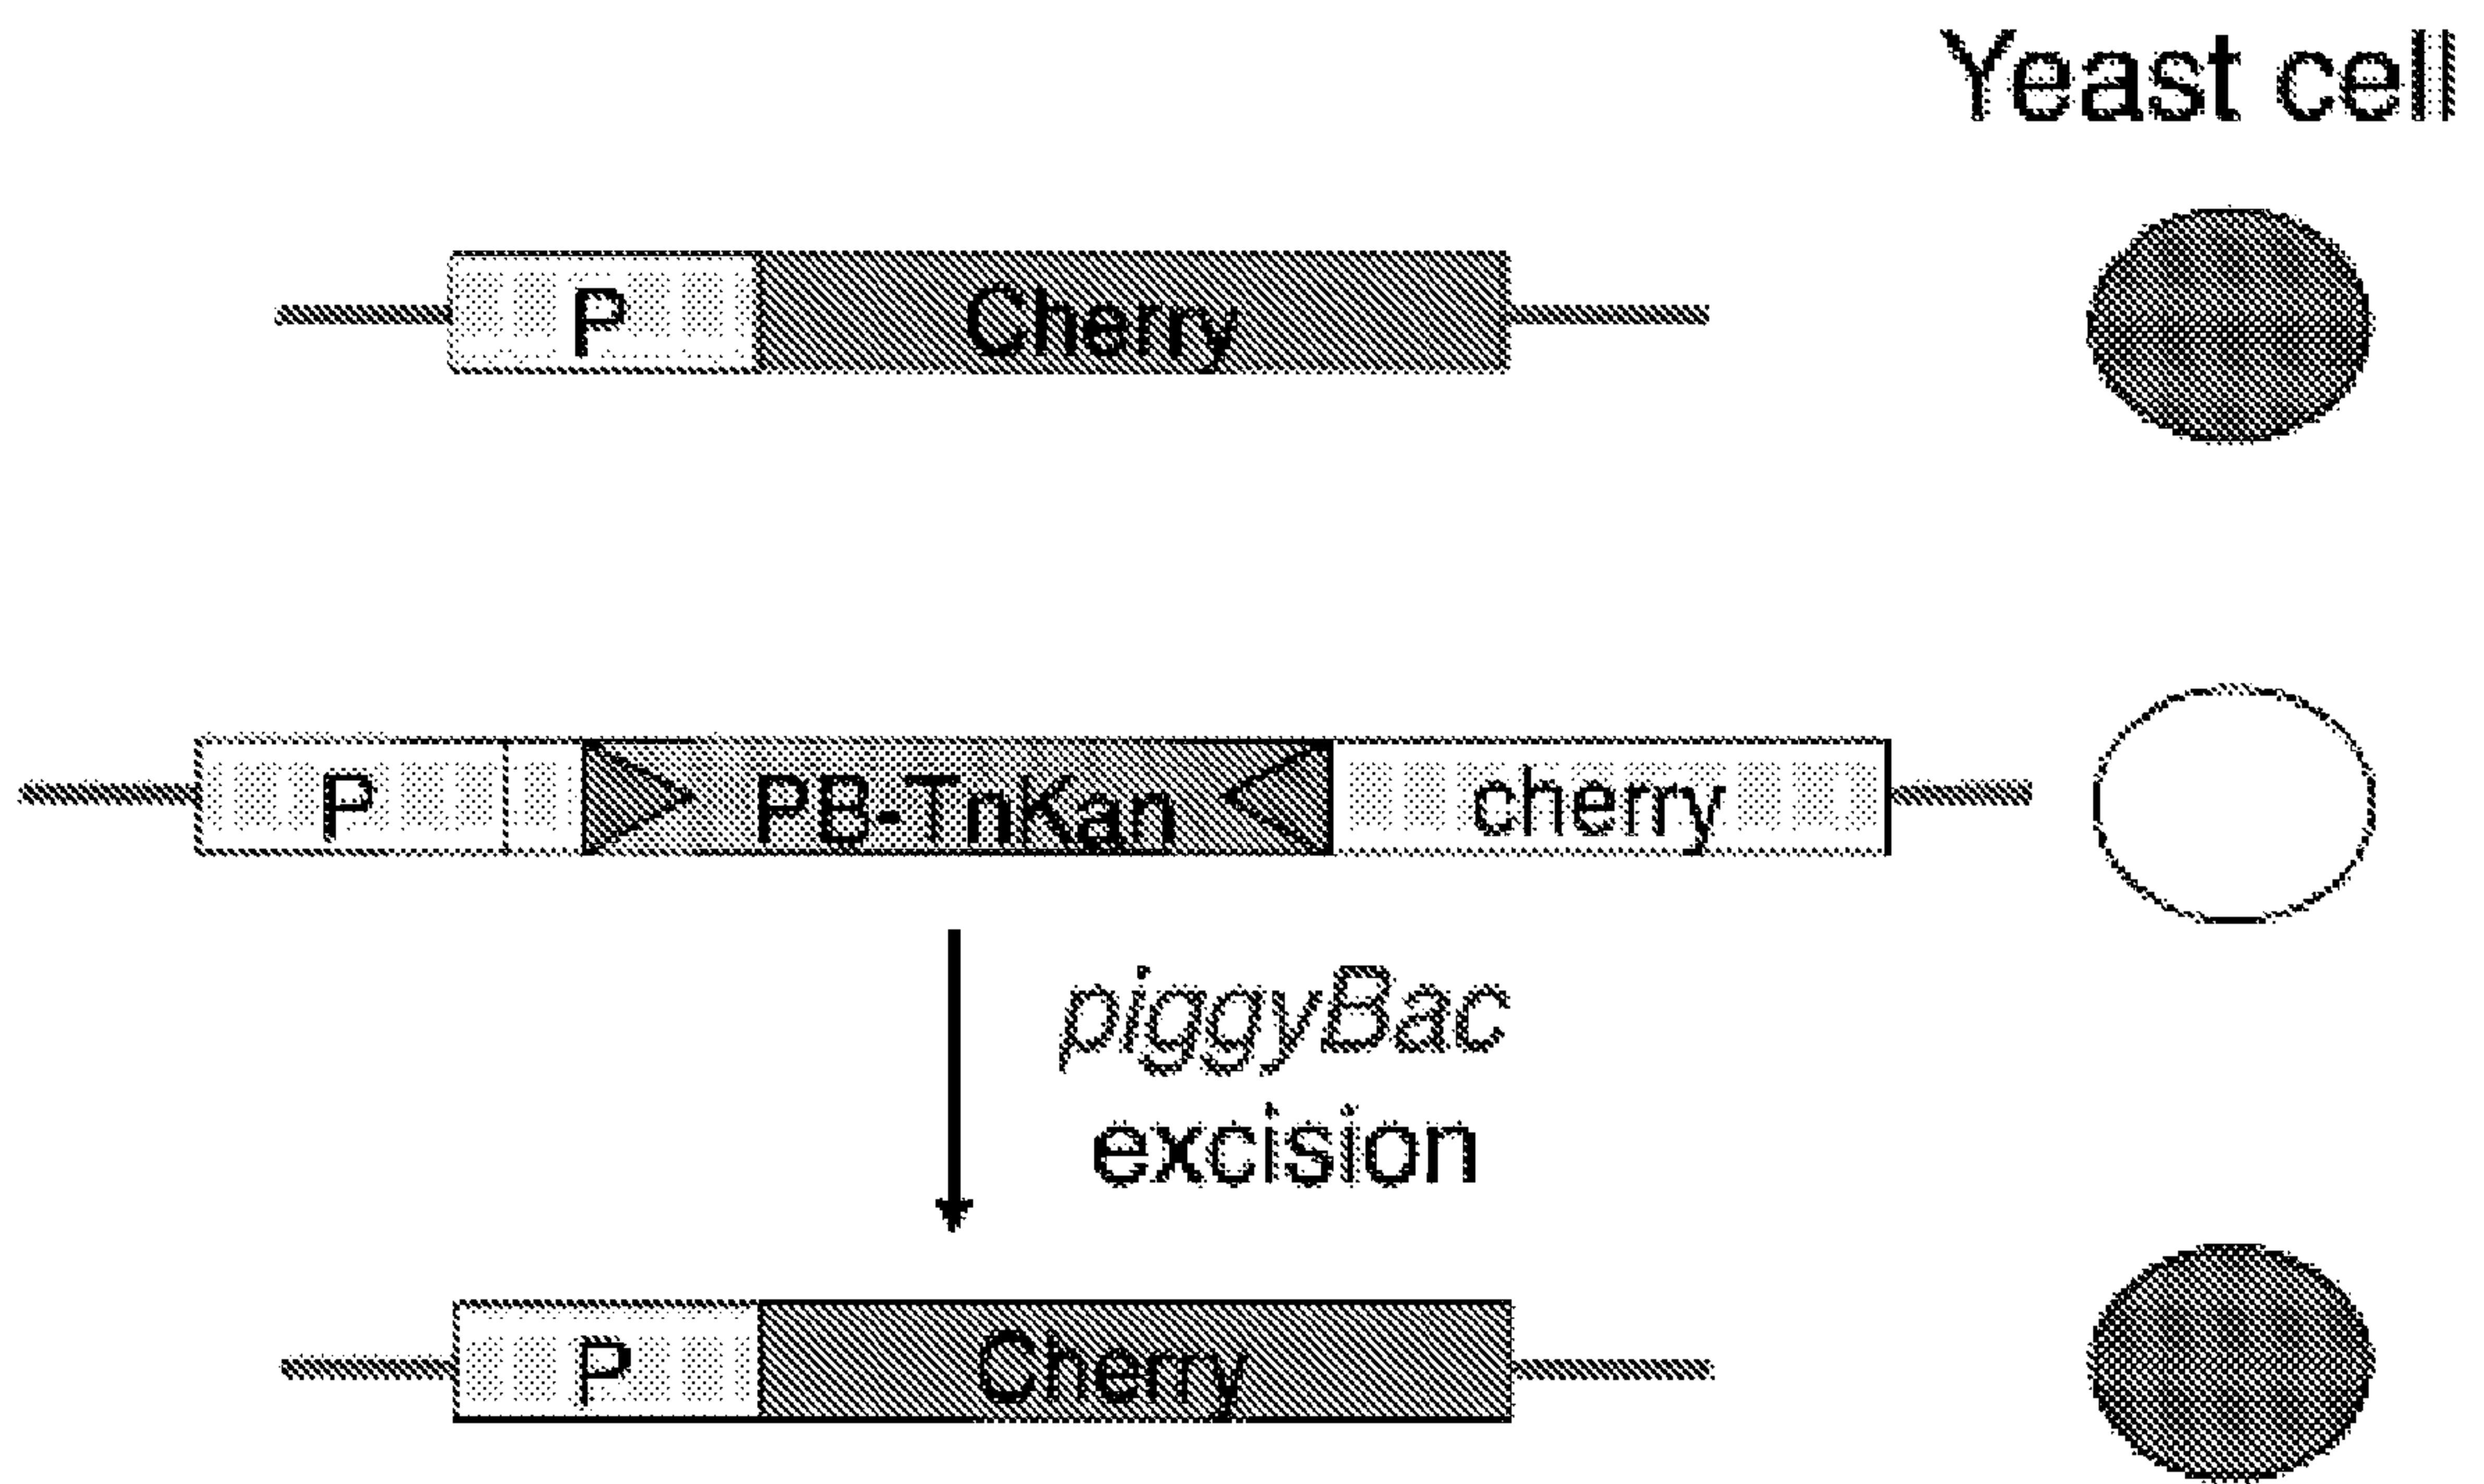 Yeast cell
P Cherry
P PB-TnKan cherry
piggyBac
excision
P Cherry